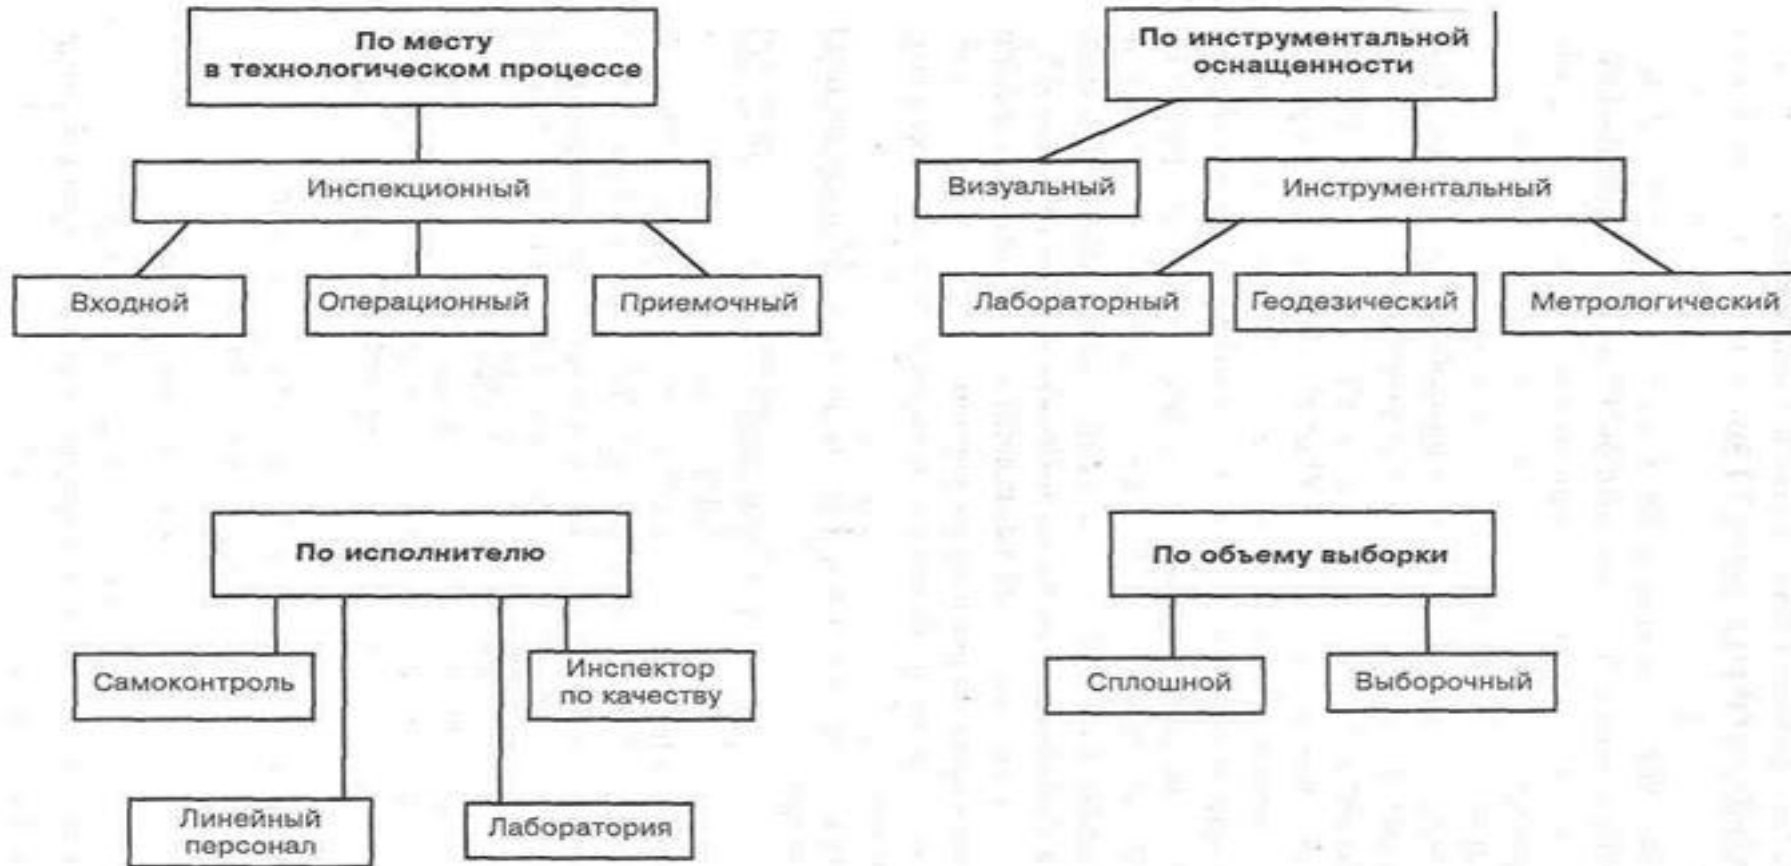 По месту
в технологическом процессе
Инспекционный
Входной
Операционный
Приемочный
По инструментальной
оснащенности
Визуальный
Инструментальный
Лабораторный
Геодезический
Метрологический
По исполнителю
Самоконтроль
Инспектор
по качеству
Линейный
персонал
Лаборатория
По объему выборки
Сплошной
Выборочный